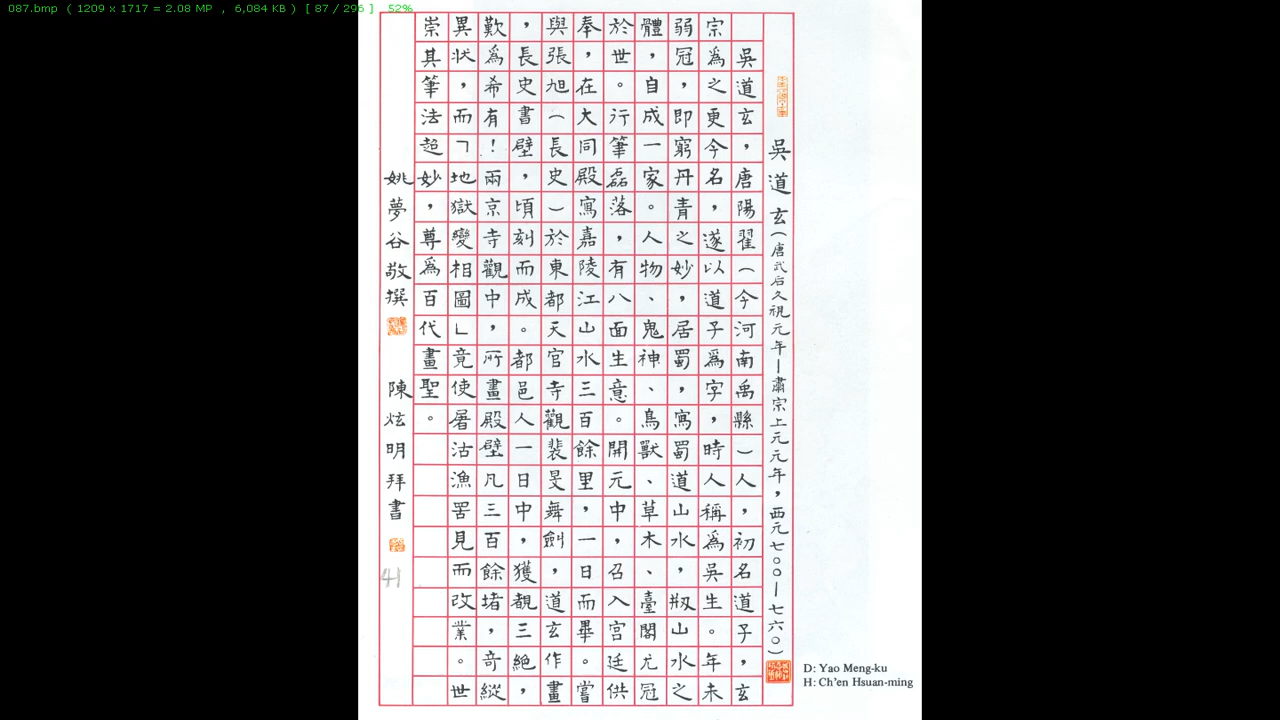 087.bmp ( 1209 x 1717 = 2.08 MP , 6,084 KB ) [ 87 / 296 ] 52%
吳道玄(唐武后久視元年—肅宗上元元年,西元七○○—七六○)
吳道玄,唐陽翟(今河南禹縣)人,初名道子,玄
宗為之更今名,遂以道子為字,時人稱為吳生。年未
弱冠,即窮丹青之妙,居蜀,寫蜀道山水,刱山水之
體,自成一家。人物、鬼神、鳥獸、草木、臺閣尤冠
於世。行筆磊落,有八面生意。開元中,召入宮廷供
奉,在大同殿寫嘉陵江山水三百餘里,一日而畢。嘗
與張旭(長史)於東都天官寺觀裴旻舞劍,道玄作畫
,長史書壁,頃刻而成。都邑人一日中,獲覩三絕,
歎為希有!兩京寺觀中,所畫殿壁凡三百餘堵,奇縱
異狀,而「地獄變相圖」竟使屠沽漁罟見而改業。世
崇其筆法超妙,尊為百代畫聖。
姚夢谷敬撰 陳炫明拜書
41
D: Yao Meng-ku
H: Ch'en Hsuan-ming